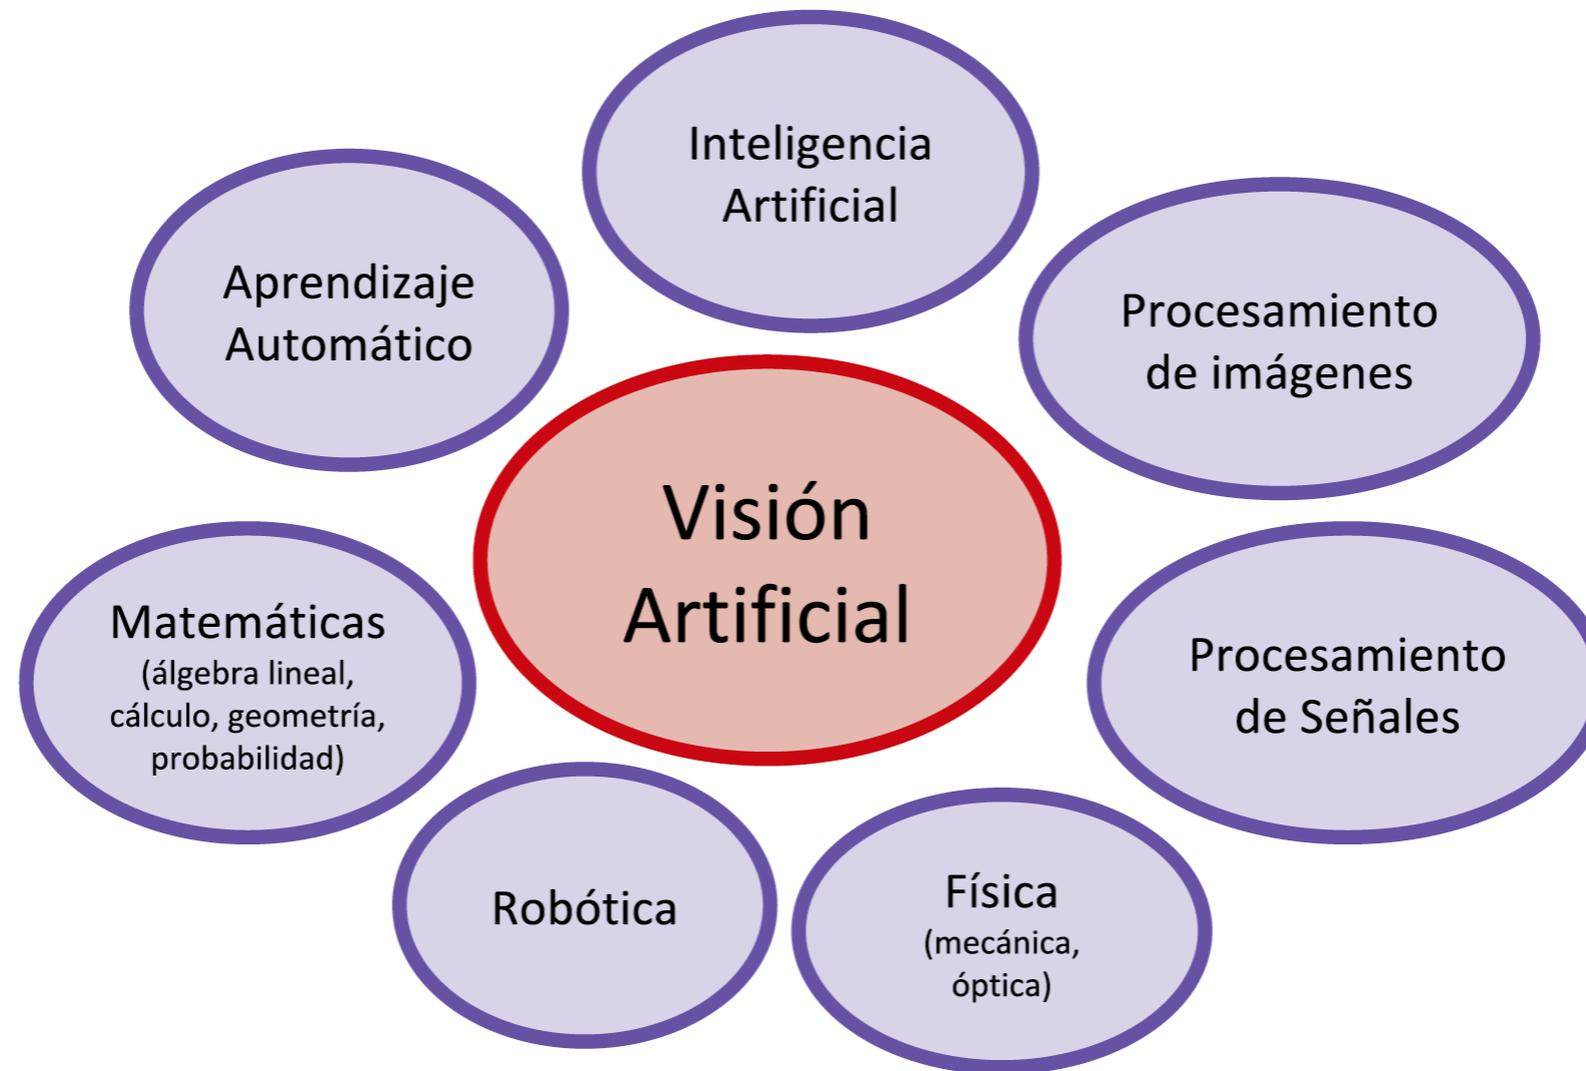 Inteligencia
Artificial
Aprendizaje
Automático
Procesamiento
de imágenes
Visión
Artificial
Matemáticas
(álgebra lineal,
cálculo, geometría,
probabilidad)
Procesamiento
de Señales
Robótica
Física
(mecánica,
óptica)